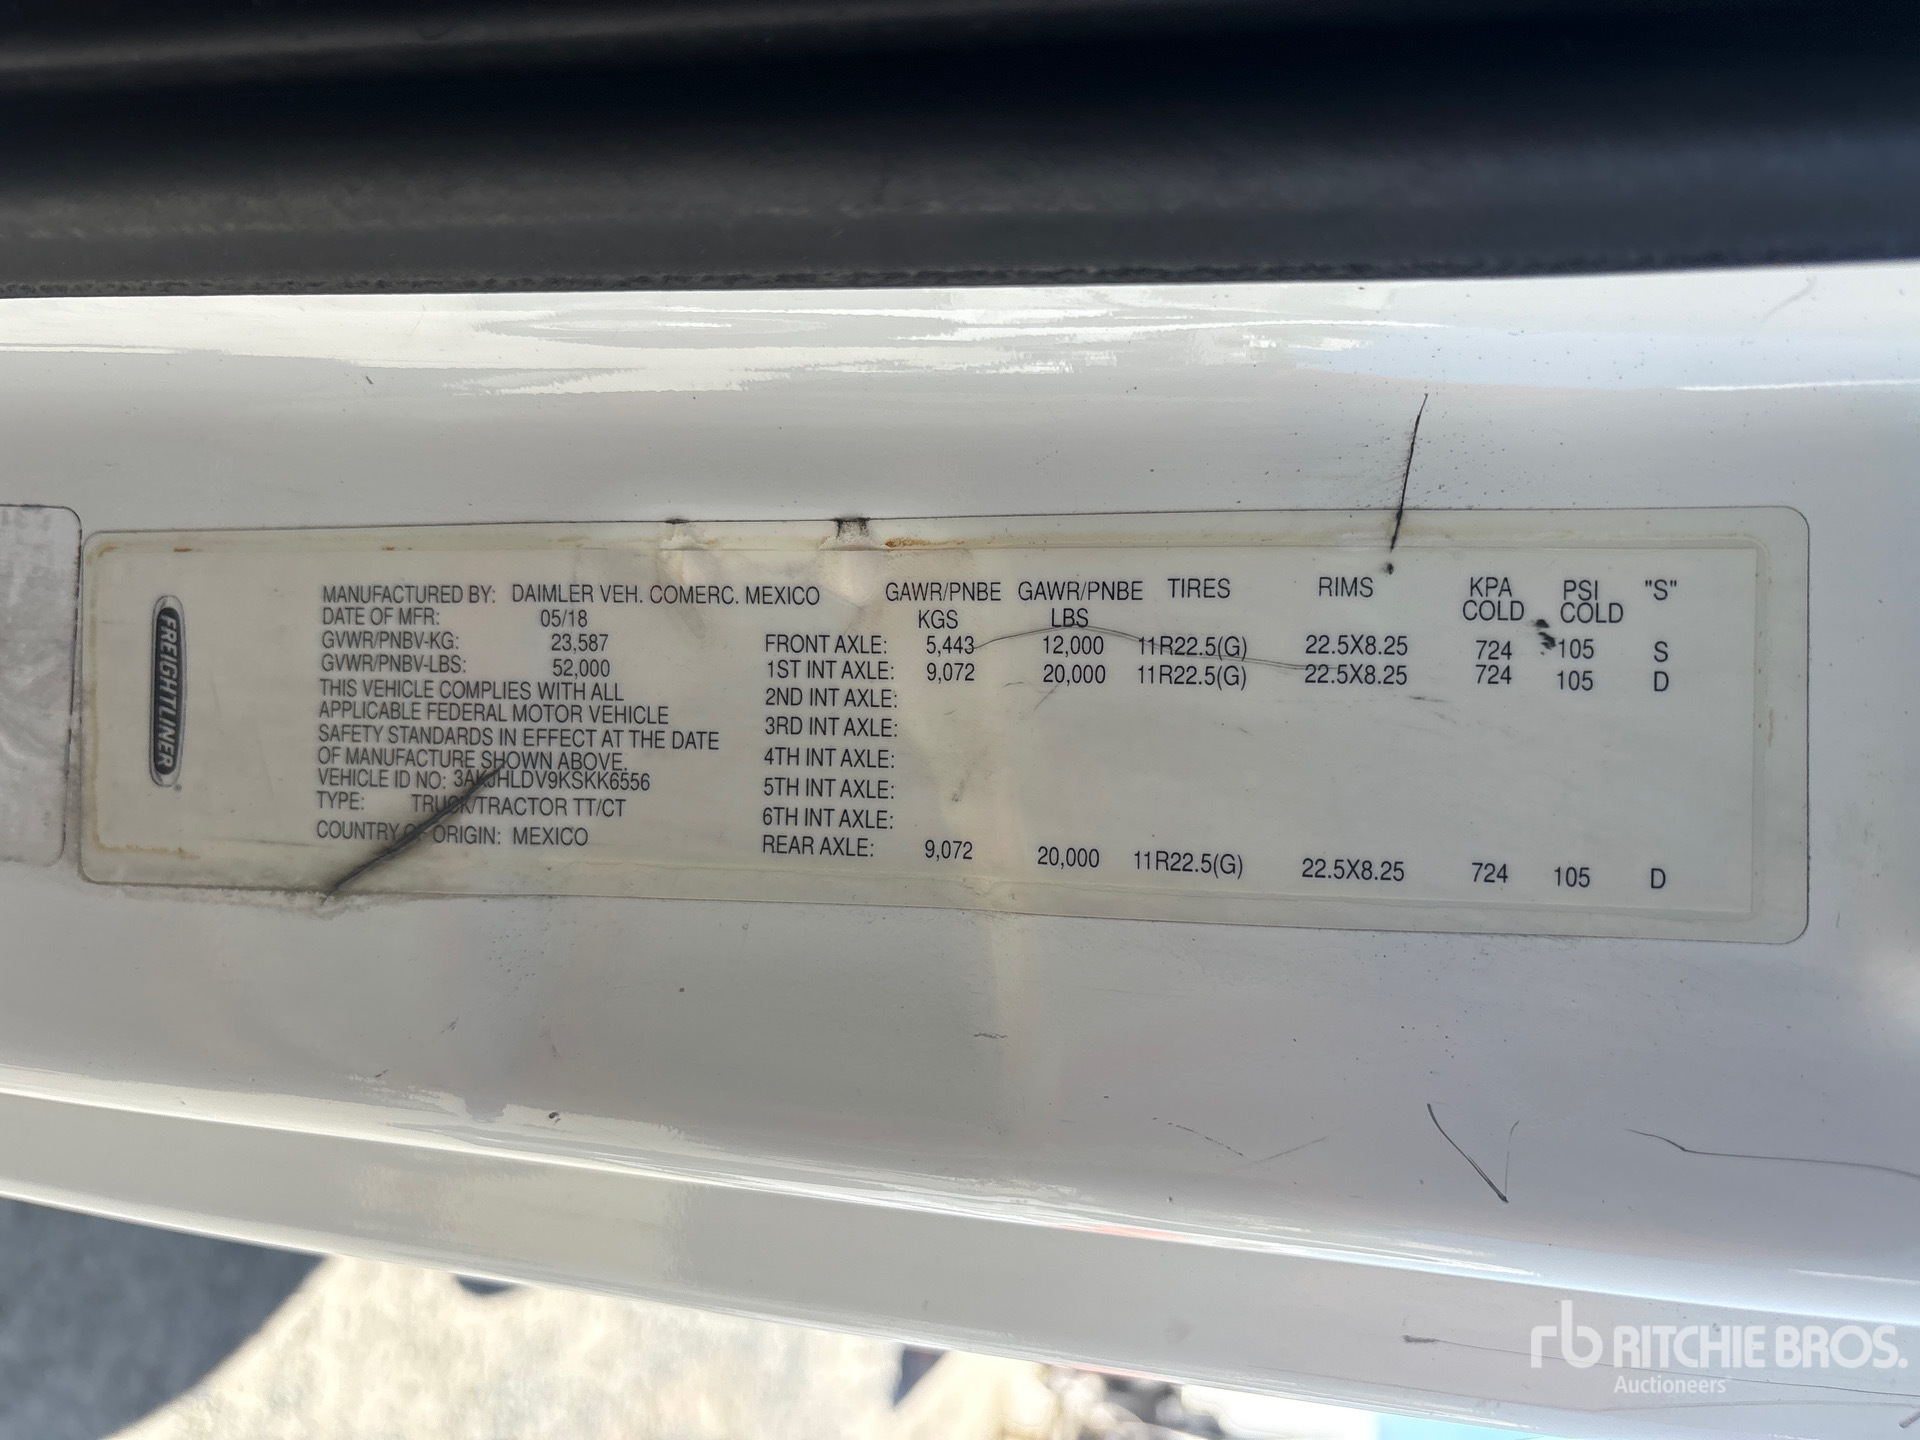 FREIGHTLINER
MANUFACTURED BY: DAIMLER VEH. COMERC. MEXICO
DATE OF MFR: 05/18
GVWR/PNBV-KG: 23,587
GVWR/PNBV-LBS: 52,000
THIS VEHICLE COMPLIES WITH ALL
APPLICABLE FEDERAL MOTOR VEHICLE
SAFETY STANDARDS IN EFFECT AT THE DATE
OF MANUFACTURE SHOWN ABOVE.
VEHICLE ID NO: 3AKJHLDV9KSKK6556
TYPE: TRUCK/TRACTOR TT/CT
COUNTRY OF ORIGIN: MEXICO
GAWR/PNBE KGS GAWR/PNBE LBS TIRES RIMS KPA COLD PSI COLD "S"
FRONT AXLE: 5,443 12,000 11R22.5(G) 22.5X8.25 724 105 S
1ST INT AXLE: 9,072 20,000 11R22.5(G) 22.5X8.25 724 105 D
2ND INT AXLE:
3RD INT AXLE:
4TH INT AXLE:
5TH INT AXLE:
6TH INT AXLE:
REAR AXLE: 9,072 20,000 11R22.5(G) 22.5X8.25 724 105 D
rb RITCHIE BROS.
Auctioneers